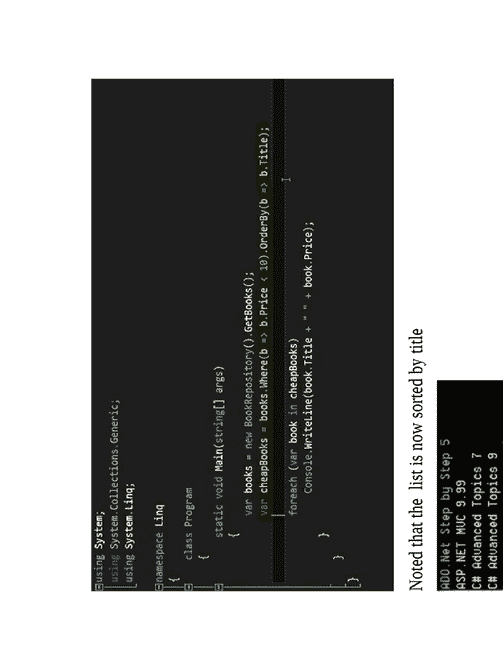 using System;
using System.Collections.Generic;
using System.Linq;
namespace Linq
{
class Program
{
static void Main(string[] args)
{
var books = new BookRepository().GetBooks();
var cheapBooks = books.Where(b => b.Price < 10).OrderBy(b => b.Title);
foreach (var book in cheapBooks)
Console.WriteLine(book.Title + " " + book.Price);
}
}
}
Noted that the list is now sorted by title
ADO.Net Step by Step 5
ASP.NET MVC 9.99
C# Advanced Topics 7
C# Advanced Topics 9